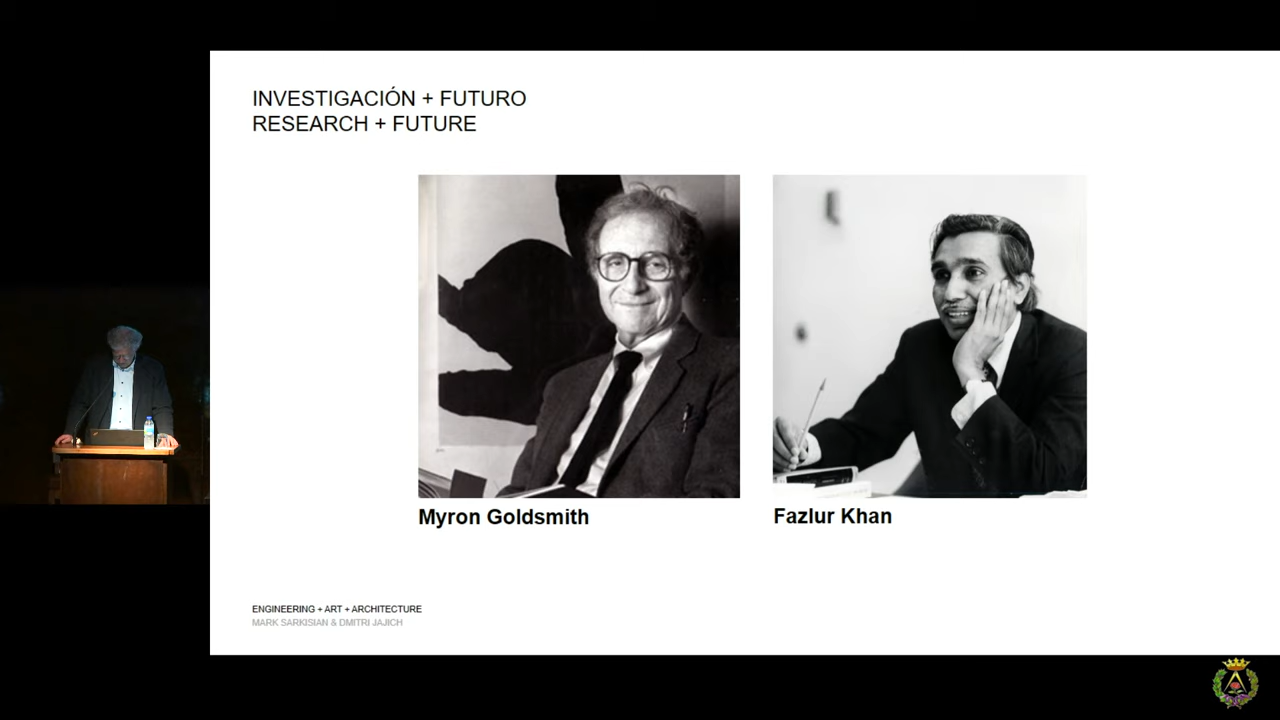 INVESTIGACIÓN + FUTURO
RESEARCH + FUTURE
Myron Goldsmith
Fazlur Khan
ENGINEERING + ART + ARCHITECTURE
MARK SARKISIAN & DMITRI JAJICH